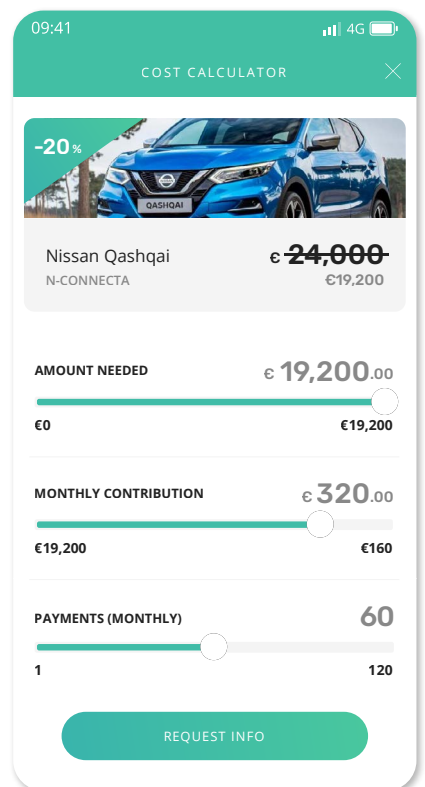 09:41 4G
COST CALCULATOR
-20 %
QASHQAI
Nissan Qashqai € 24,000
N-CONNECTA €19,200
AMOUNT NEEDED € 19,200.00
€0 €19,200
MONTHLY CONTRIBUTION € 320.00
€19,200 €160
PAYMENTS (MONTHLY) 60
1 120
REQUEST INFO